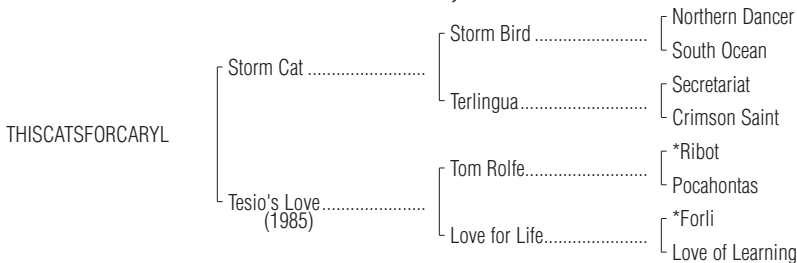 Northern Dancer
Storm Bird ........................
South Ocean
Storm Cat .........................
Secretariat
Terlingua...........................
Crimson Saint
THISCATSFORCARYL
*Ribot
Tom Rolfe..........................
Pocahontas
Tesio's Love......................
(1985)
*Forli
Love for Life......................
Love of Learning